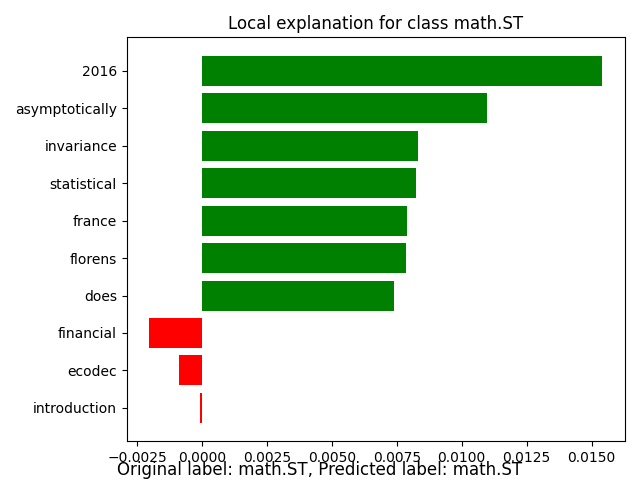 Local explanation for class math.ST
2016
asymptotically
invariance
statistical
france
florens
does
financial
ecodec
introduction
−0.0025 0.0000 0.0025 0.0050 0.0075 0.0100 0.0125 0.0150
Original label: math.ST, Predicted label: math.ST